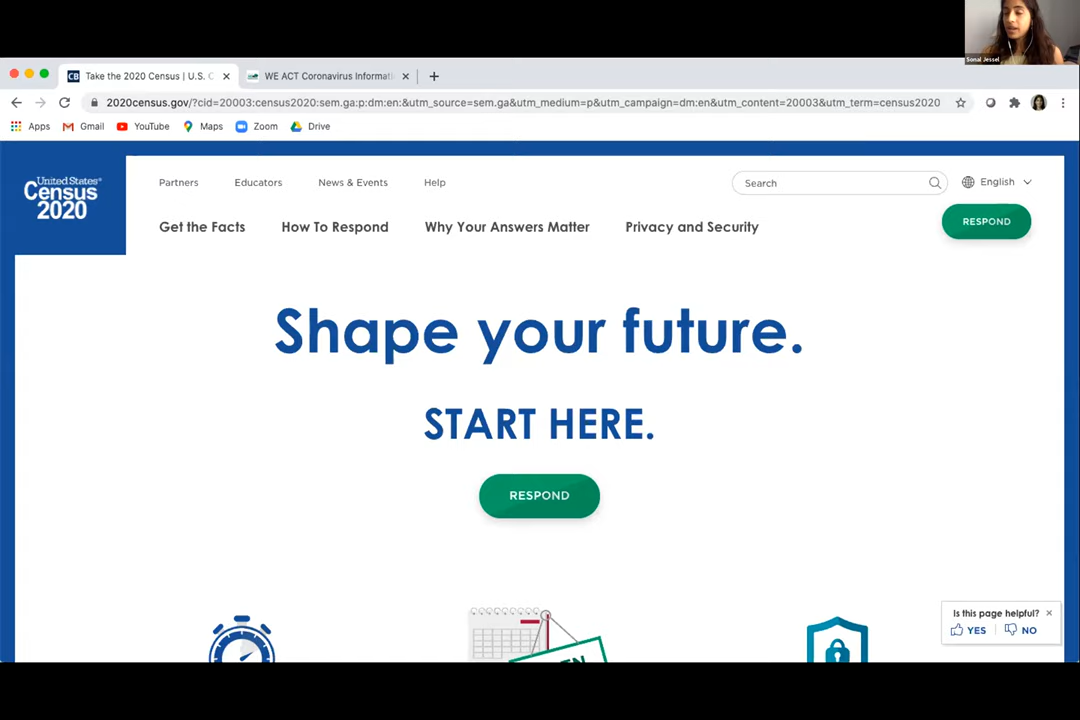 Sonal Jessel
Take the 2020 Census | U.S. C
WE ACT Coronavirus Informati
2020census.gov/?cid=20003:census2020:sem.ga:p:dm:en:&utm_source=sem.ga&utm_medium=p&utm_campaign=dm:en&utm_content=20003&utm_term=census2020
Apps Gmail YouTube Maps Zoom Drive
United States®
Census
2020
Partners Educators News & Events Help Search English
Get the Facts How To Respond Why Your Answers Matter Privacy and Security RESPOND
Shape your future.
START HERE.
RESPOND
Is this page helpful?
YES NO